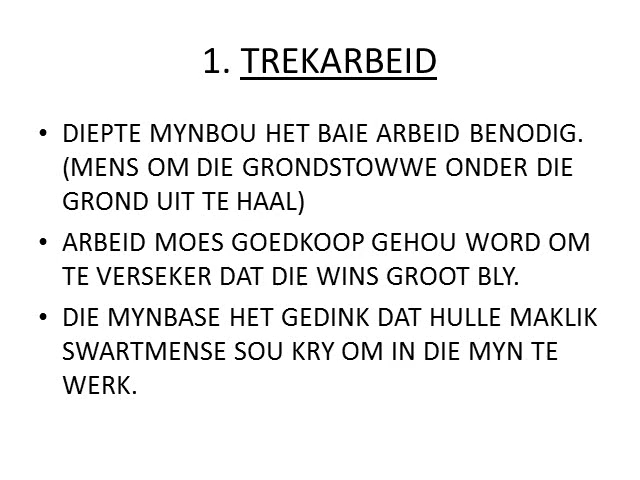 1. TREKARBEID
• DIEPTE MYNBOU HET BAIE ARBEID BENODIG.
(MENS OM DIE GRONDSTOWWE ONDER DIE
GROND UIT TE HAAL)
• ARBEID MOES GOEDKOOP GEHOU WORD OM
TE VERSEKER DAT DIE WINS GROOT BLY.
• DIE MYNBASE HET GEDINK DAT HULLE MAKLIK
SWARTMENSE SOU KRY OM IN DIE MYN TE
WERK.